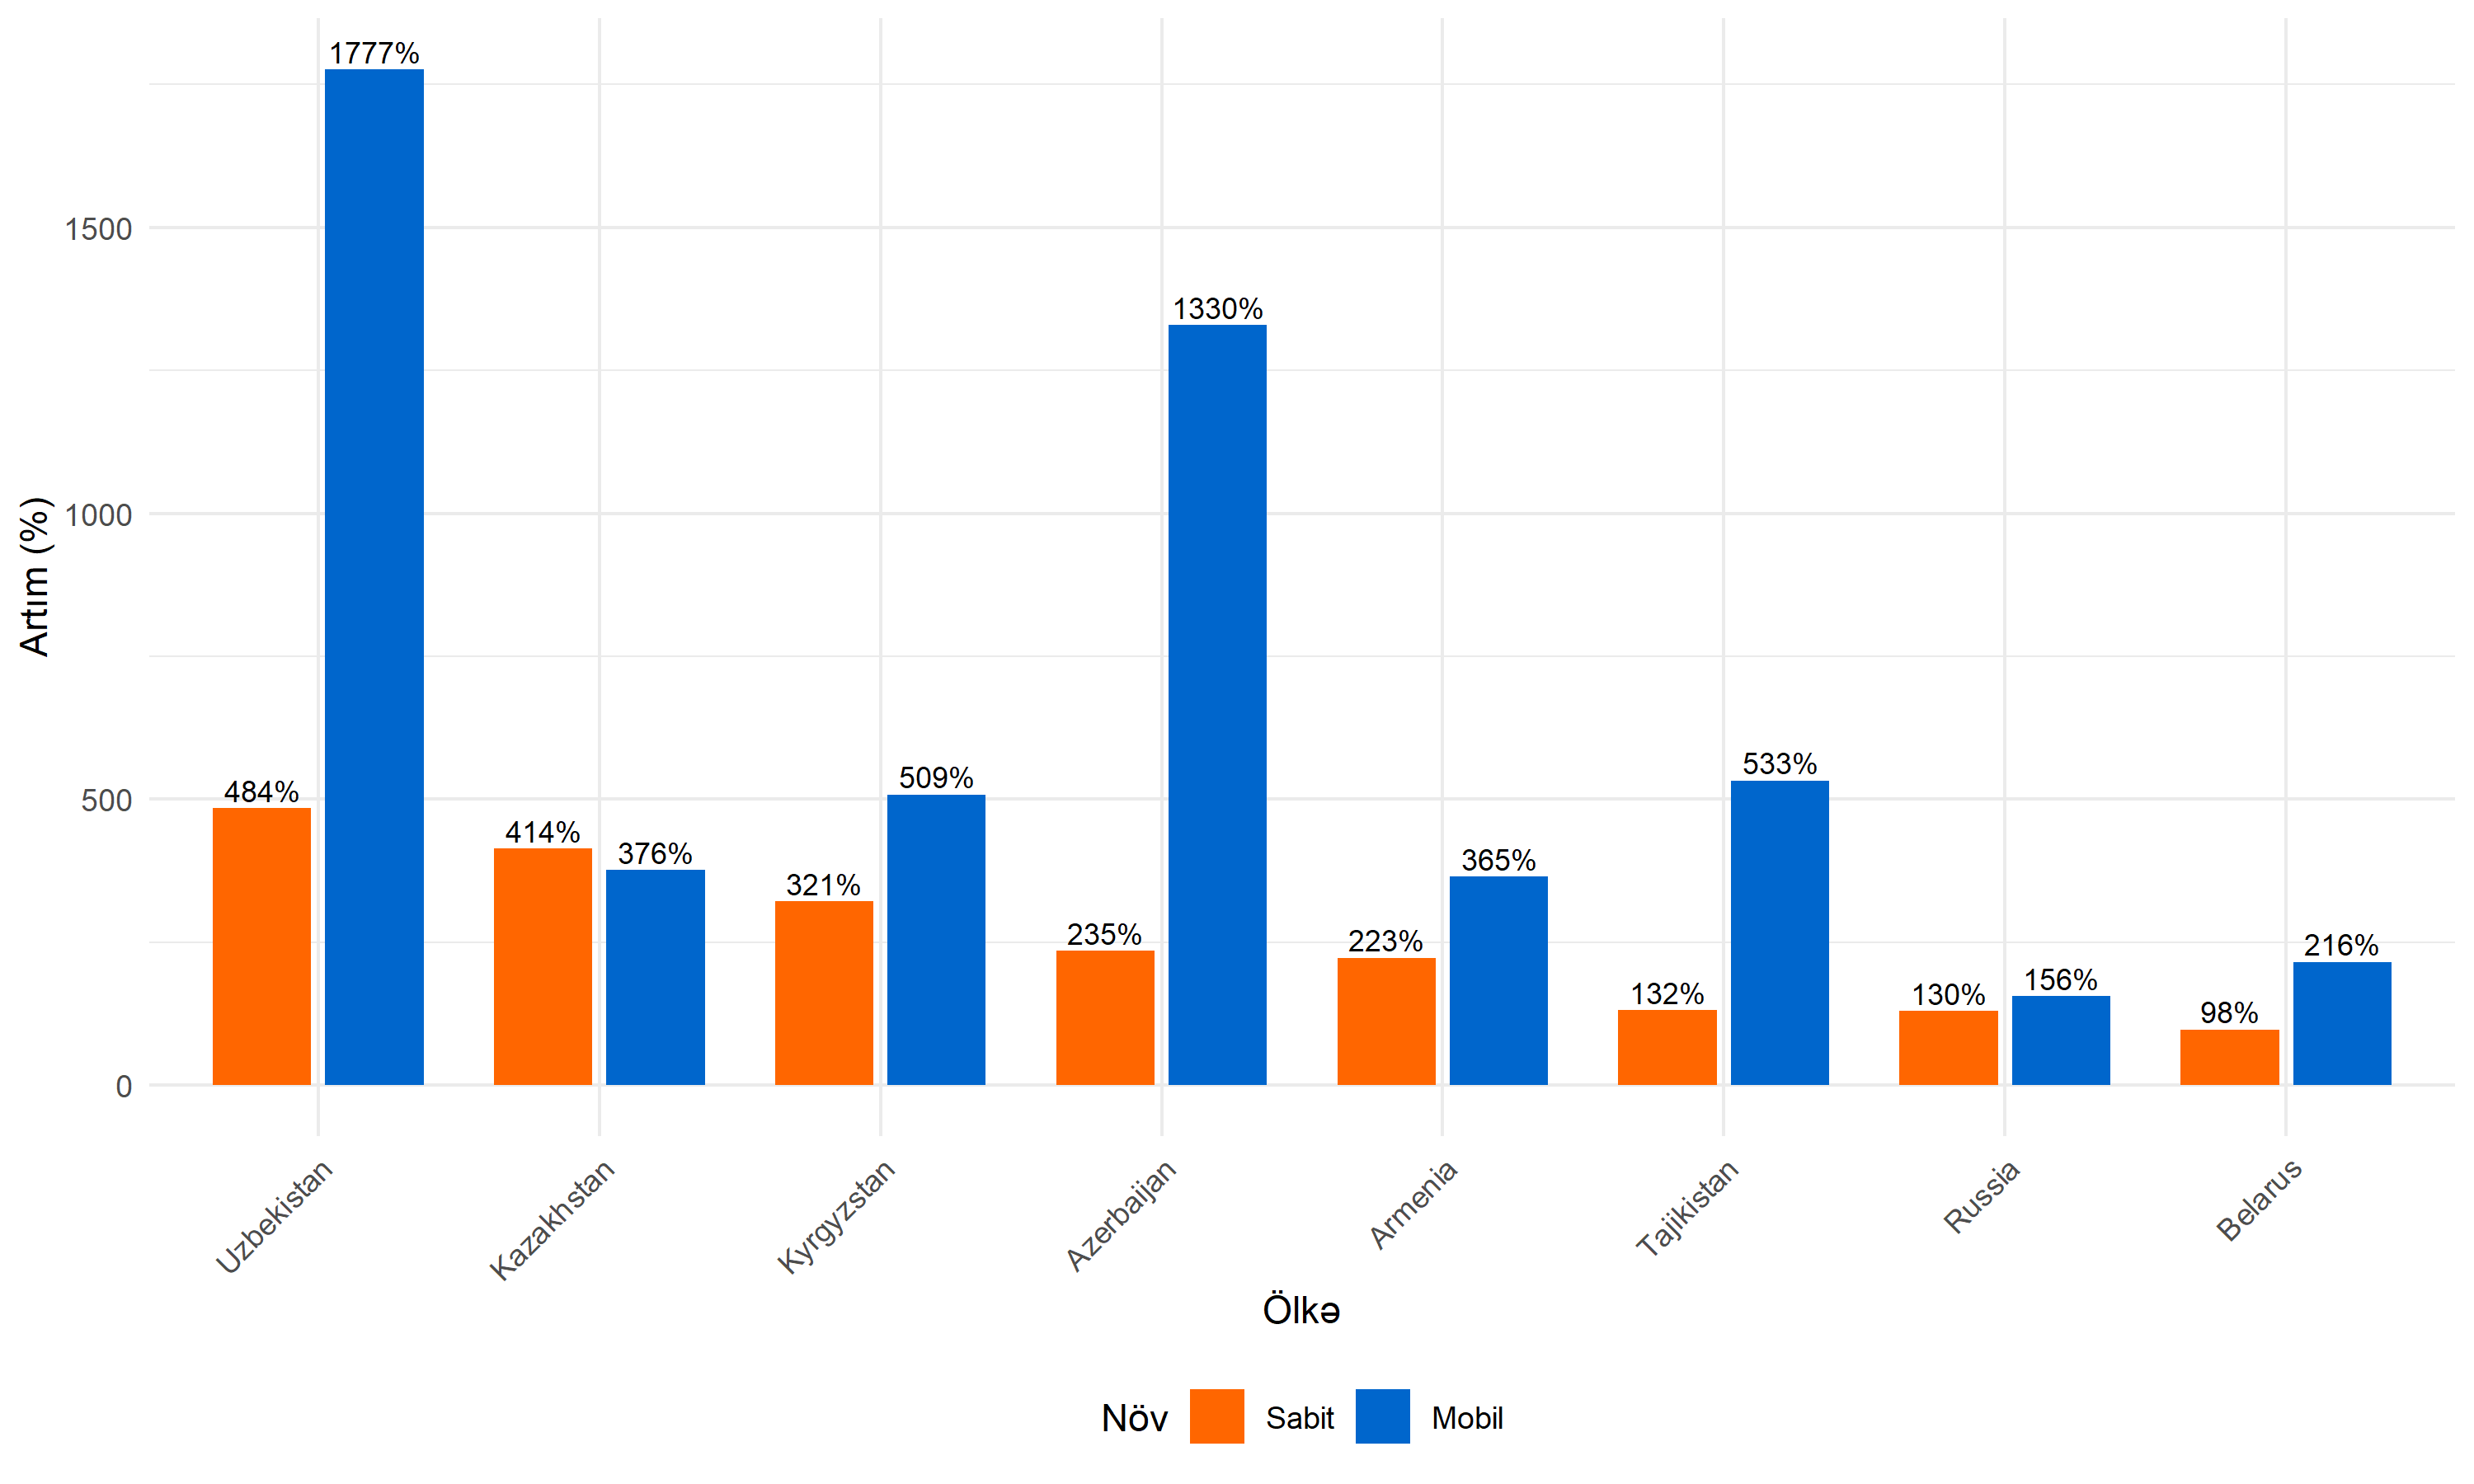 1777%
1330%
484%
414%
376%
321%
509%
235%
223%
365%
132%
533%
130%
156%
98%
216%
Artım (%)
1500
1000
500
0
Uzbekistan
Kazakhstan
Kyrgyzstan
Azerbaijan
Armenia
Tajikistan
Russia
Belarus
Ölkə
Növ Sabit Mobil